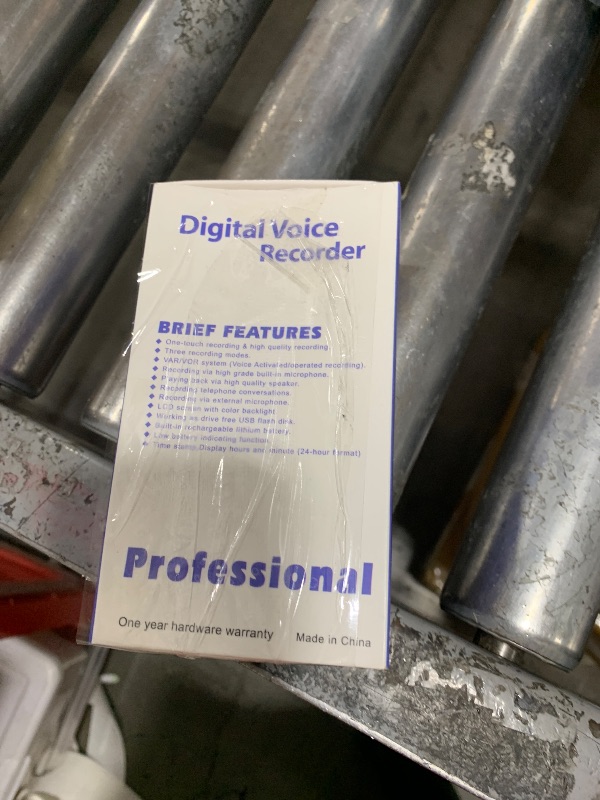 Digital Voice
Recorder
BRIEF FEATURES
◆ One-touch recording & high quality recording.
◆ Three recording modes.
◆ VAR/VOR system (Voice Activated/operated recording).
◆ Recording via high grade built-in microphone.
◆ Playing back via high quality speaker.
◆ Recording telephone conversations.
◆ Recording via external microphone.
◆ LCD screen with color backlight
◆ Working as drive free USB flash disk.
◆ Built-in rechargeable lithium battery.
◆ Low battery indicating function.
◆ Time stamp,Display hours and minute (24-hour format)
Professional
One year hardware warranty
Made in China